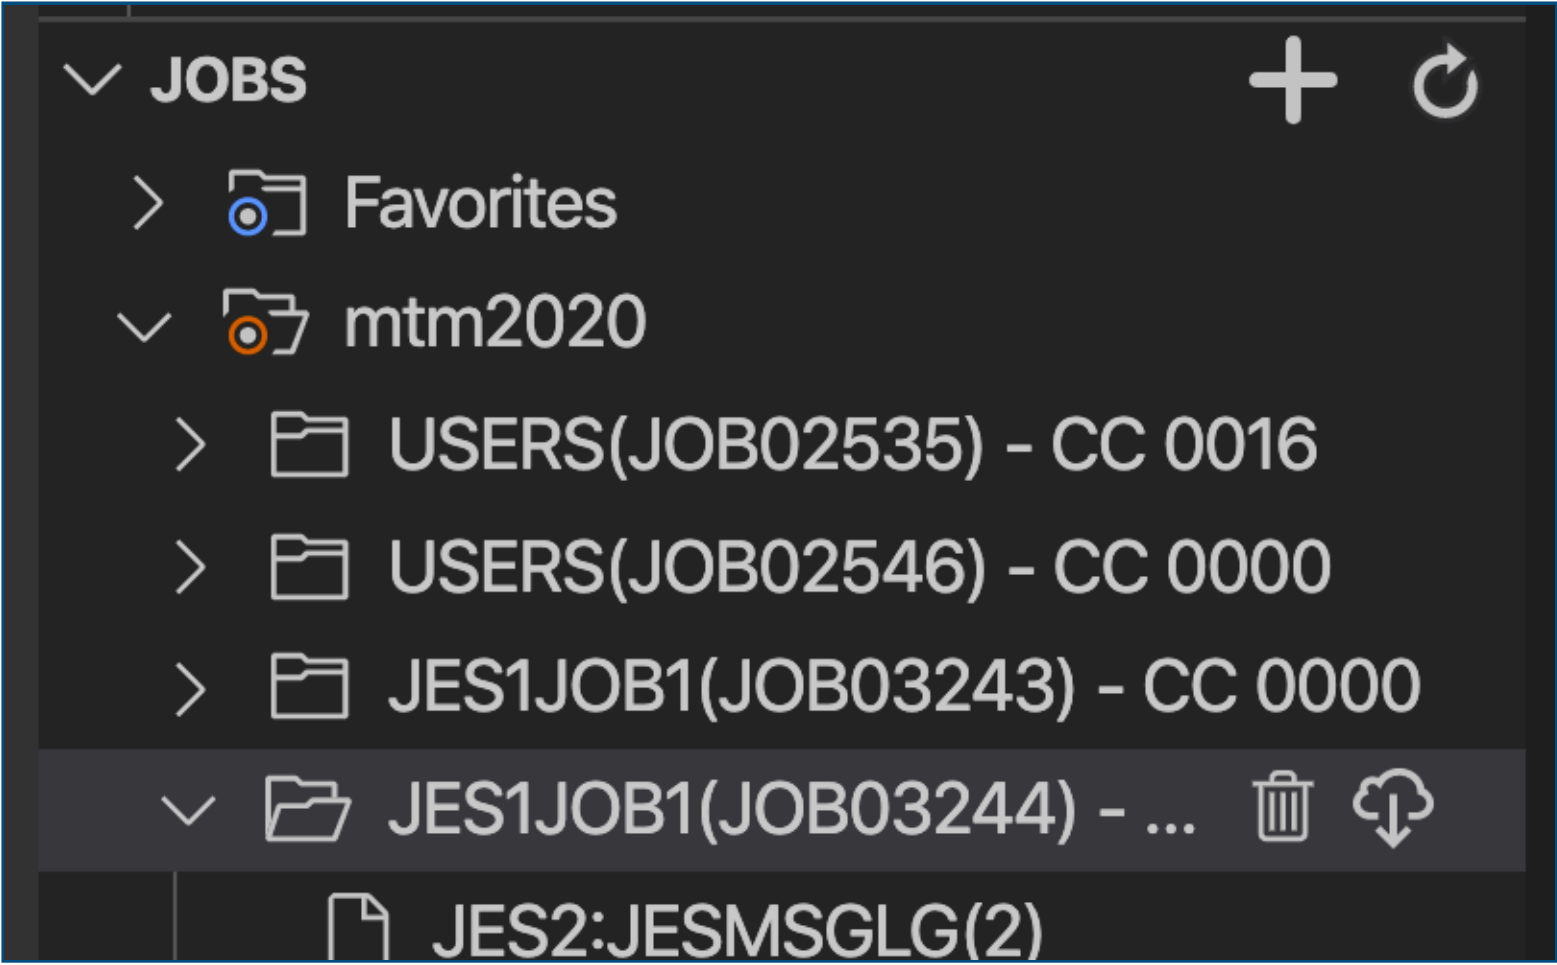 JOBS
Favorites
mtm2020
USERS(JOB02535) - CC 0016
USERS(JOB02546) - CC 0000
JES1JOB1(JOB03243) - CC 0000
JES1JOB1(JOB03244) - ...
JES2:JESMSGLG(2)